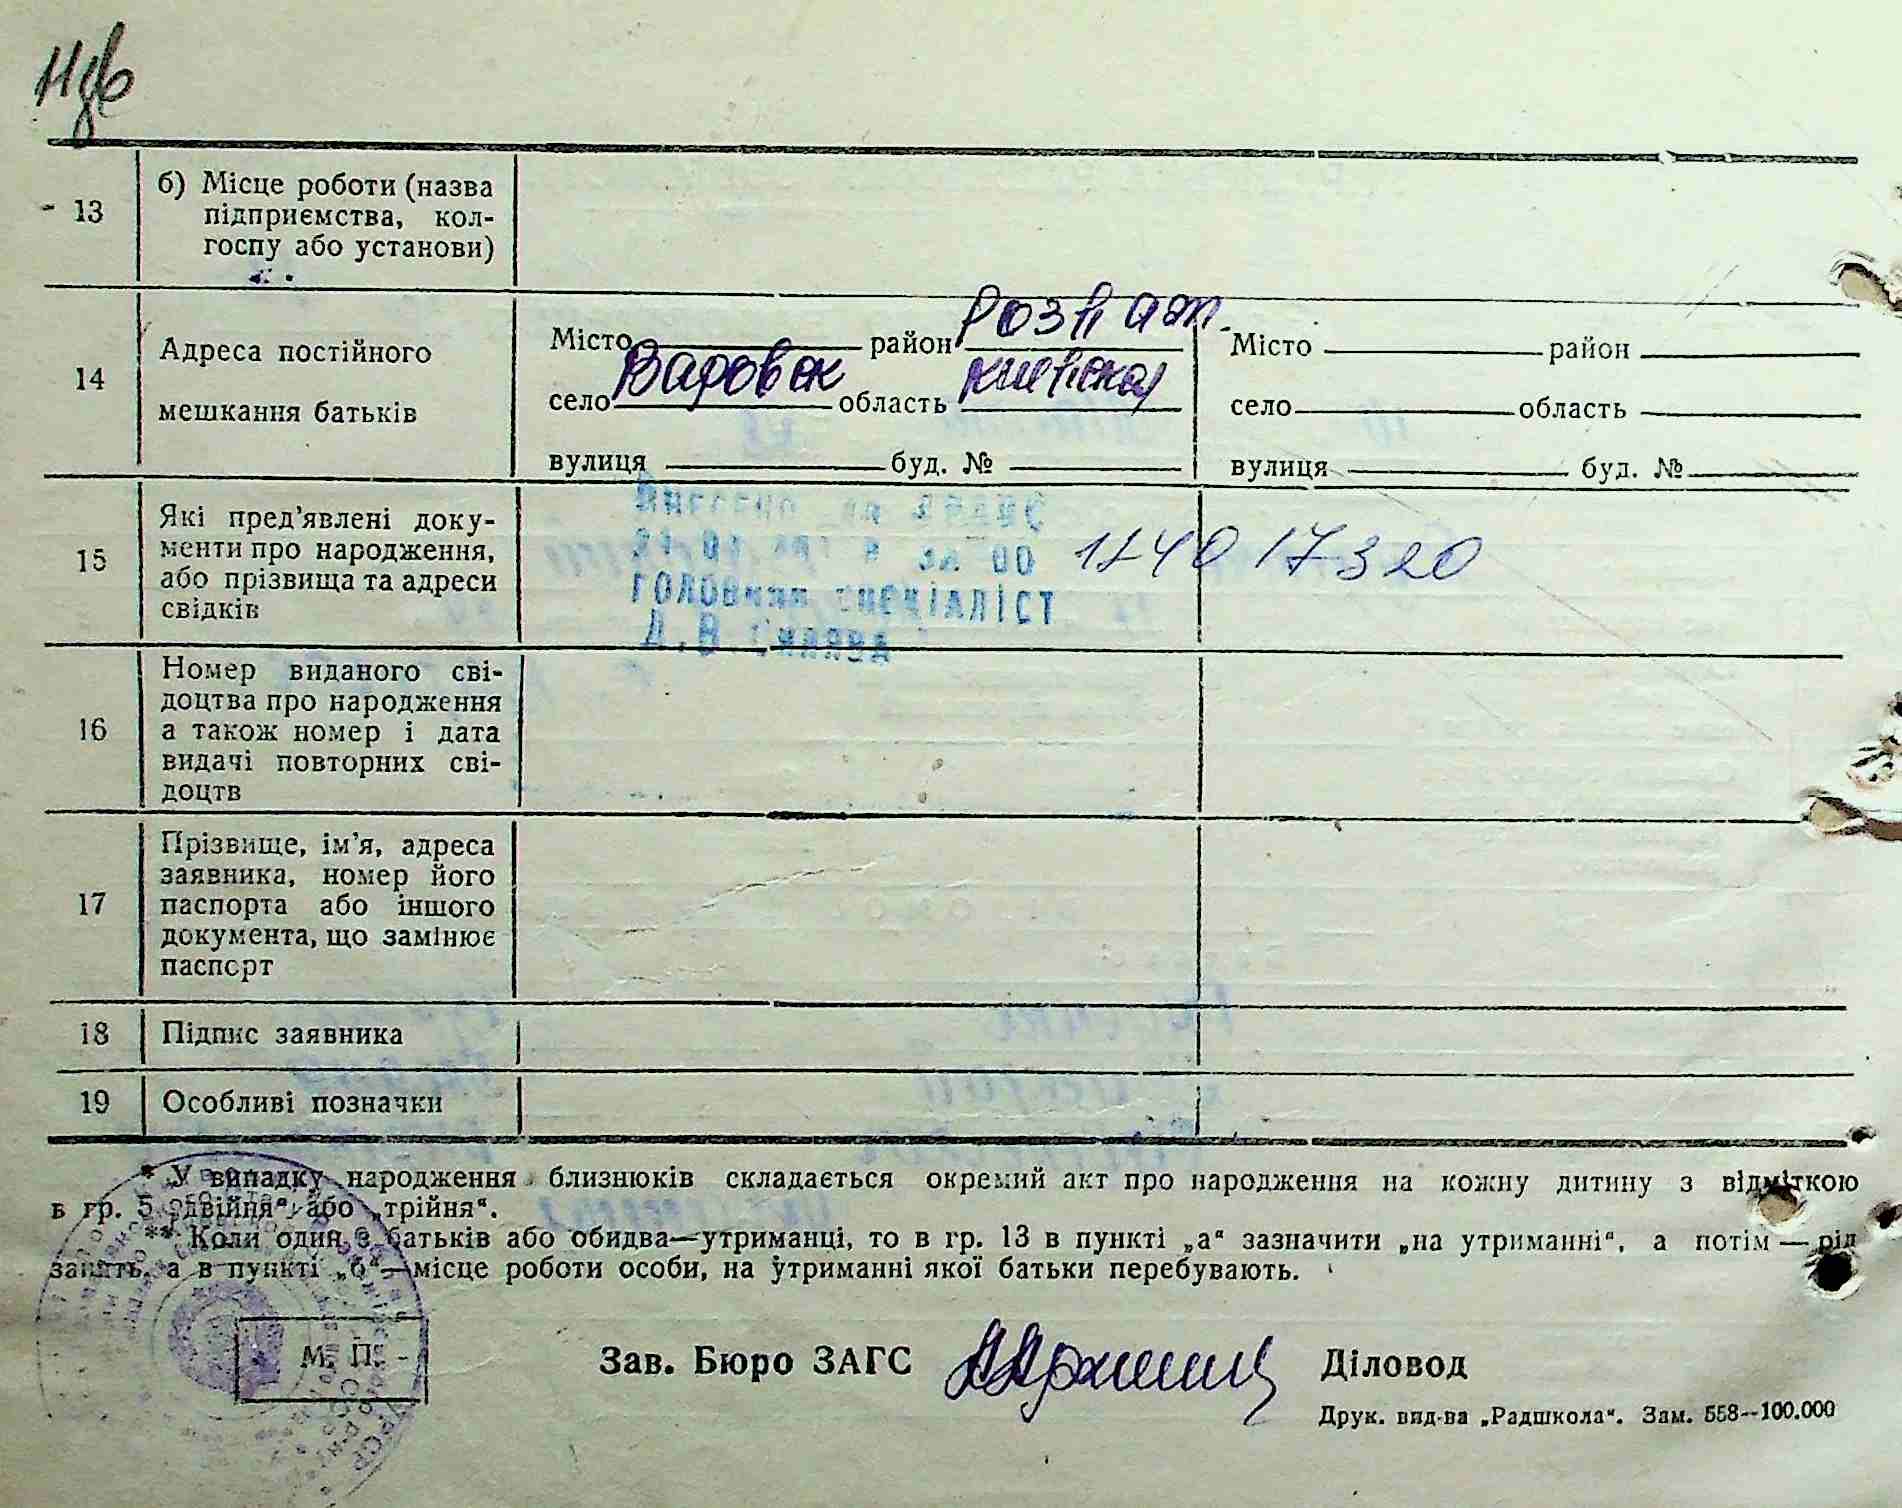 13
б) Місце роботи (назва
підприємства, кол-
госпу або установи)
14
Адреса постійного
мешкання батьків
Місто район Розваж.
село Варовск область Київської
вулиця буд. №
Місто район
село область
вулиця буд. №
15
Які пред’явлені доку-
менти про народження,
або прізвища та адреси
свідків
за 00 174017320
головний спеціаліст
16
Номер виданого сві-
доцтва про народження
а також номер і дата
видачі повторних сві-
доцтв
17
Прізвище, ім’я, адреса
заявника, номер його
паспорта або іншого
документа, що замінює
паспорт
18
Підпис заявника
19
Особливі позначки
* У випадку народження близнюків складається окремий акт про народження на кожну дитину з відміткою
в гр. 5 „двійня“ або „трійня“.
** Коли один з батьків або обидва—утриманці, то в гр. 13 в пункті „а“ зазначити „на утриманні“, а потім — рід
занять, а в пункті „б“—місце роботи особи, на утриманні якої батьки перебувають.
М. П.
Зав. Бюро ЗАГС Діловод
Друк. вид-ва „Радшкола“. Зам. 558—100.000